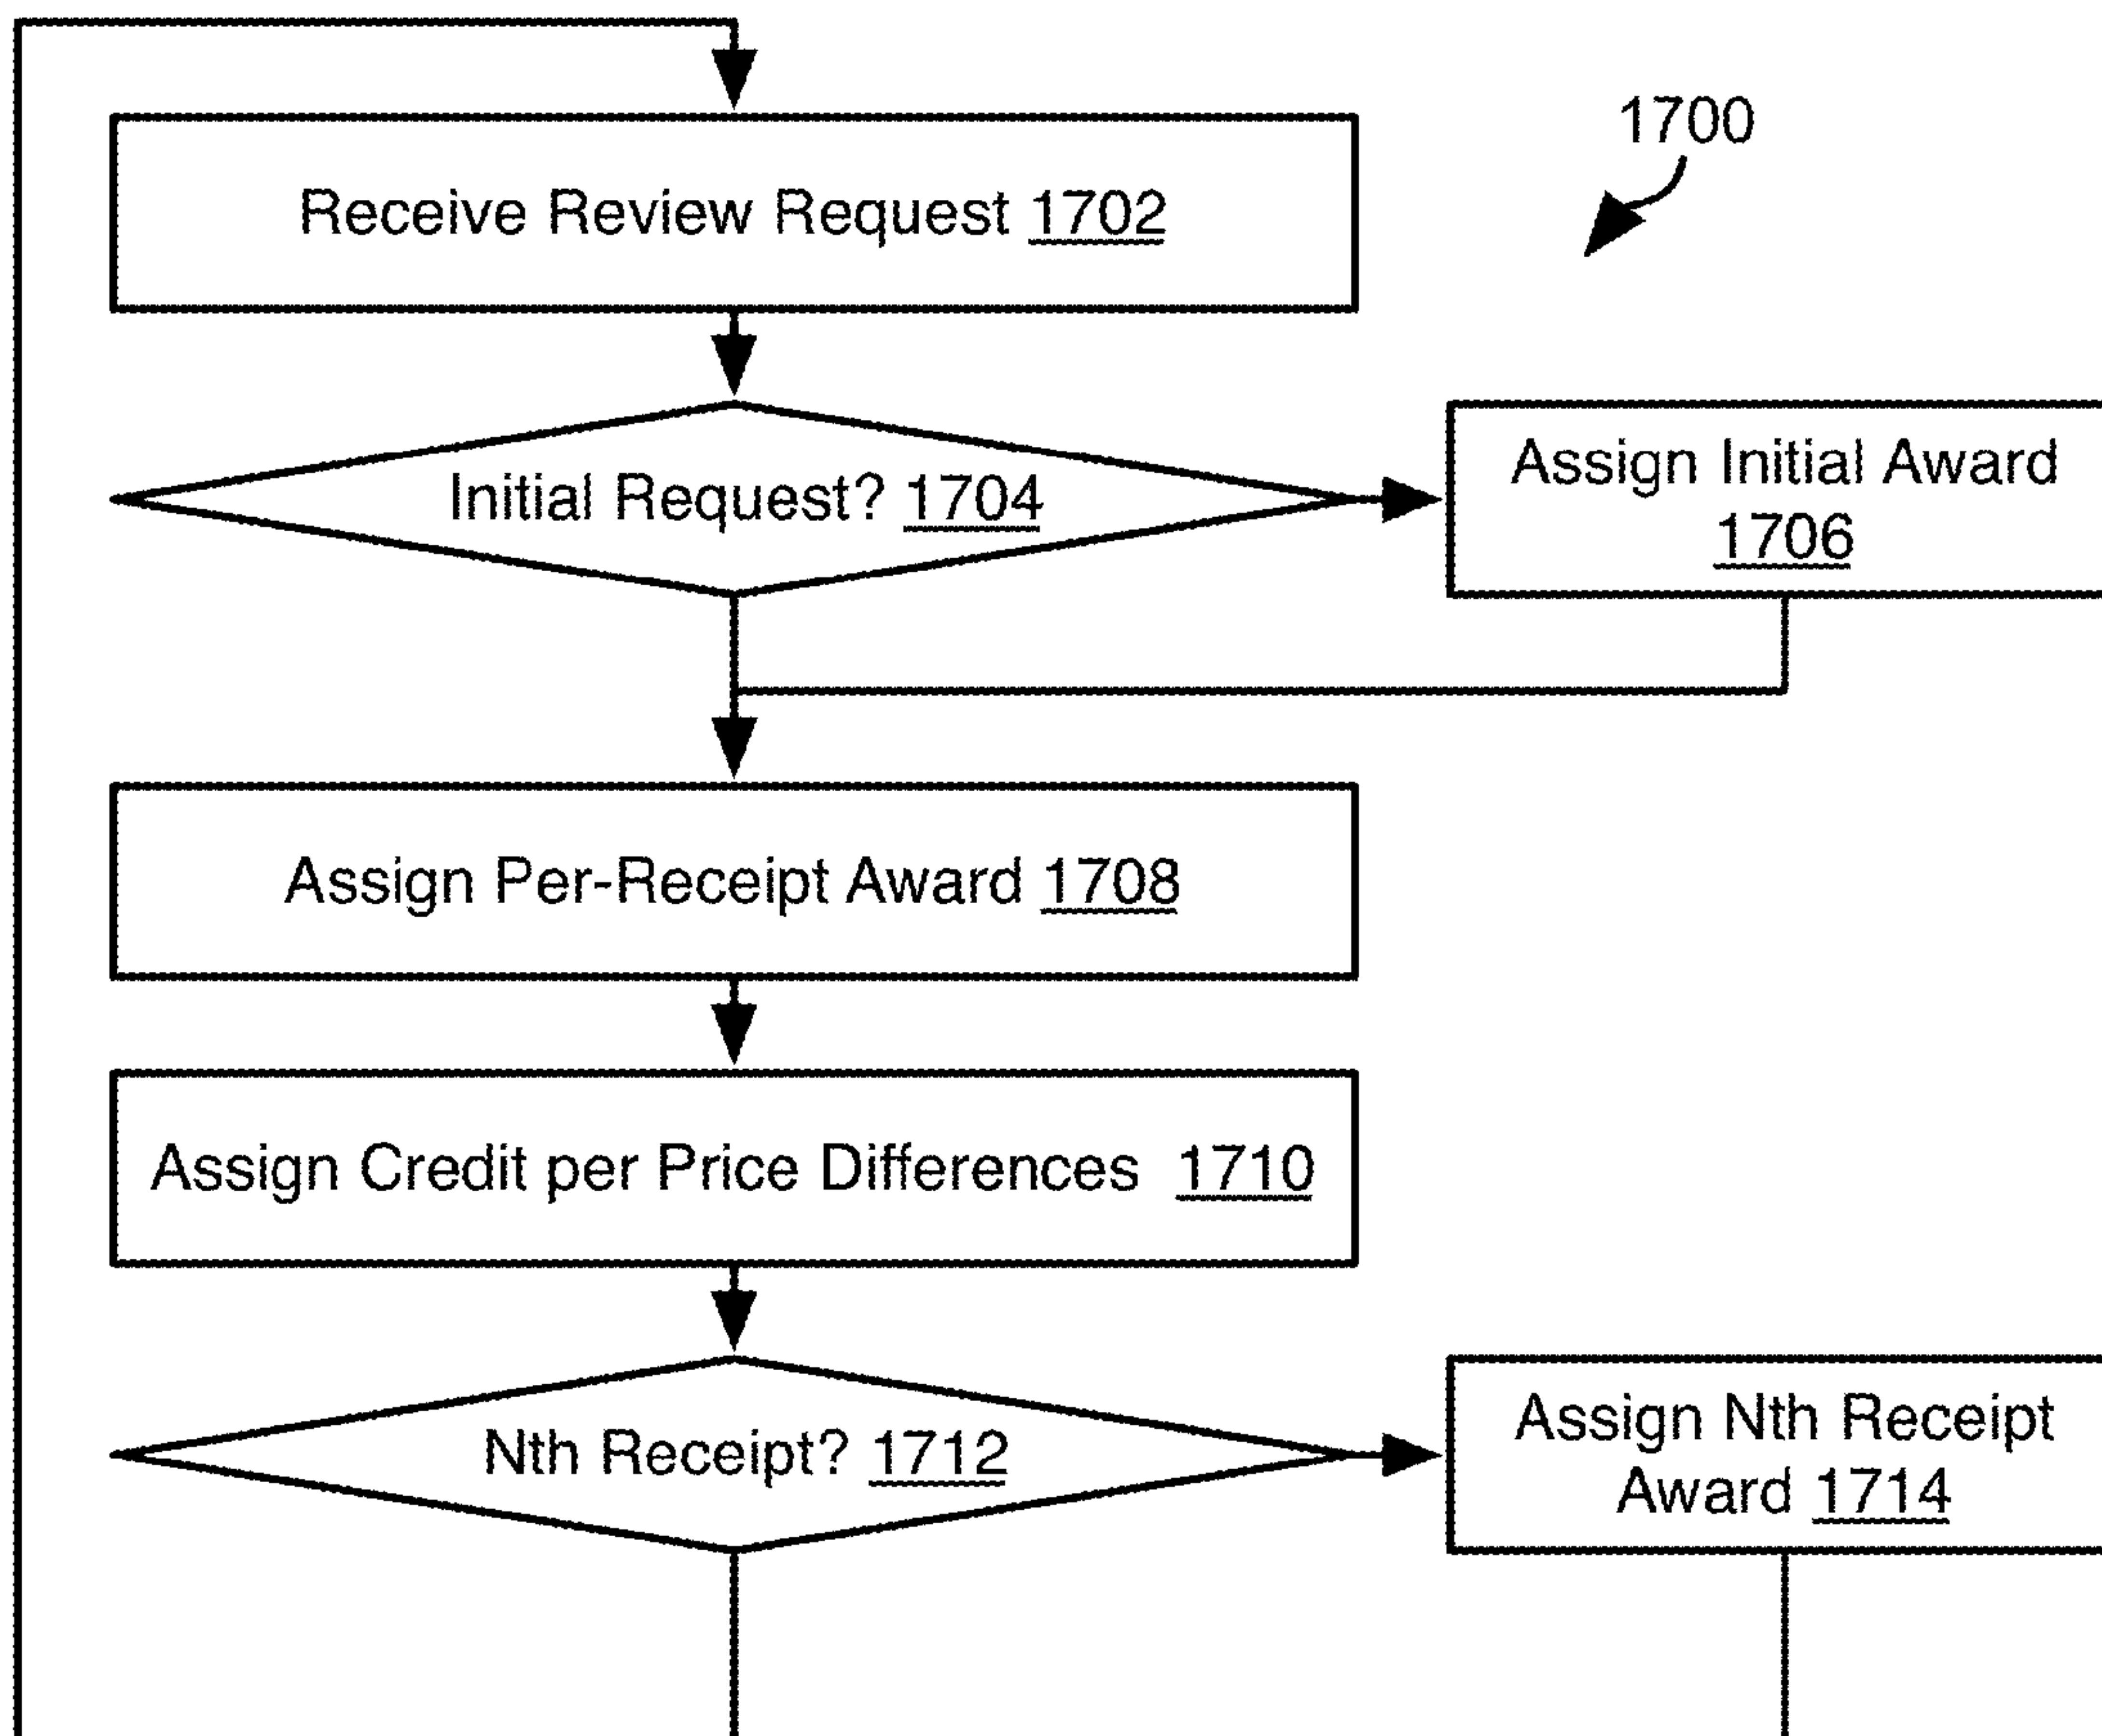 1700
Receive Review Request 1702
Initial Request? 1704
Assign Initial Award
1706
Assign Per-Receipt Award 1708
Assign Credit per Price Differences 1710
Nth Receipt? 1712
Assign Nth Receipt
Award 1714